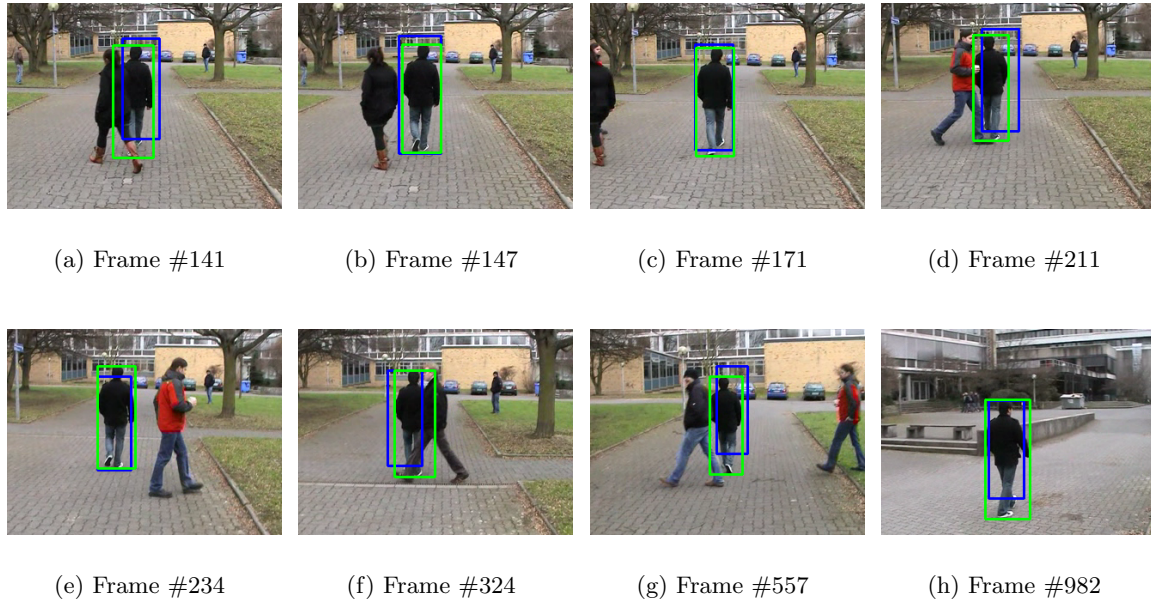 (a) Frame #141
(b) Frame #147
(c) Frame #171
(d) Frame #211
(e) Frame #234
(f) Frame #324
(g) Frame #557
(h) Frame #982